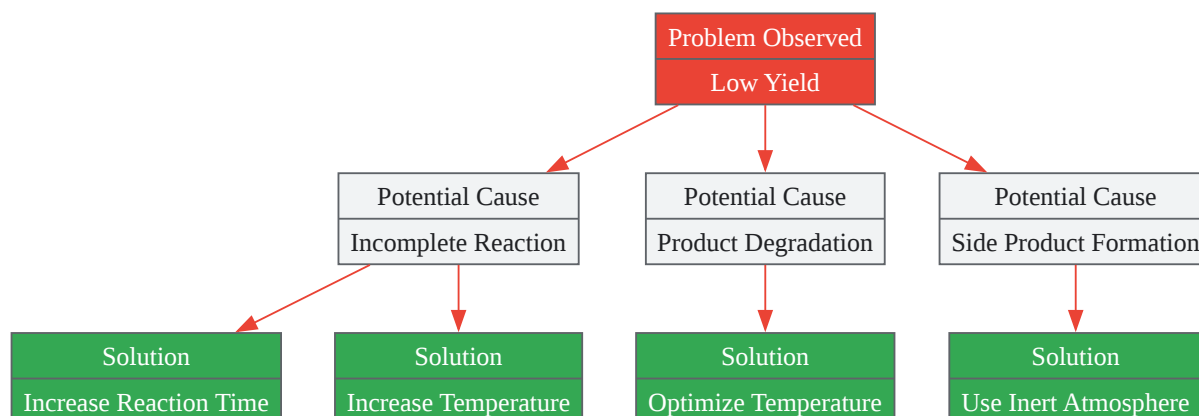 Problem Observed
Low Yield
Potential Cause
Incomplete Reaction
Potential Cause
Product Degradation
Potential Cause
Side Product Formation
Solution
Increase Reaction Time
Solution
Increase Temperature
Solution
Optimize Temperature
Solution
Use Inert Atmosphere